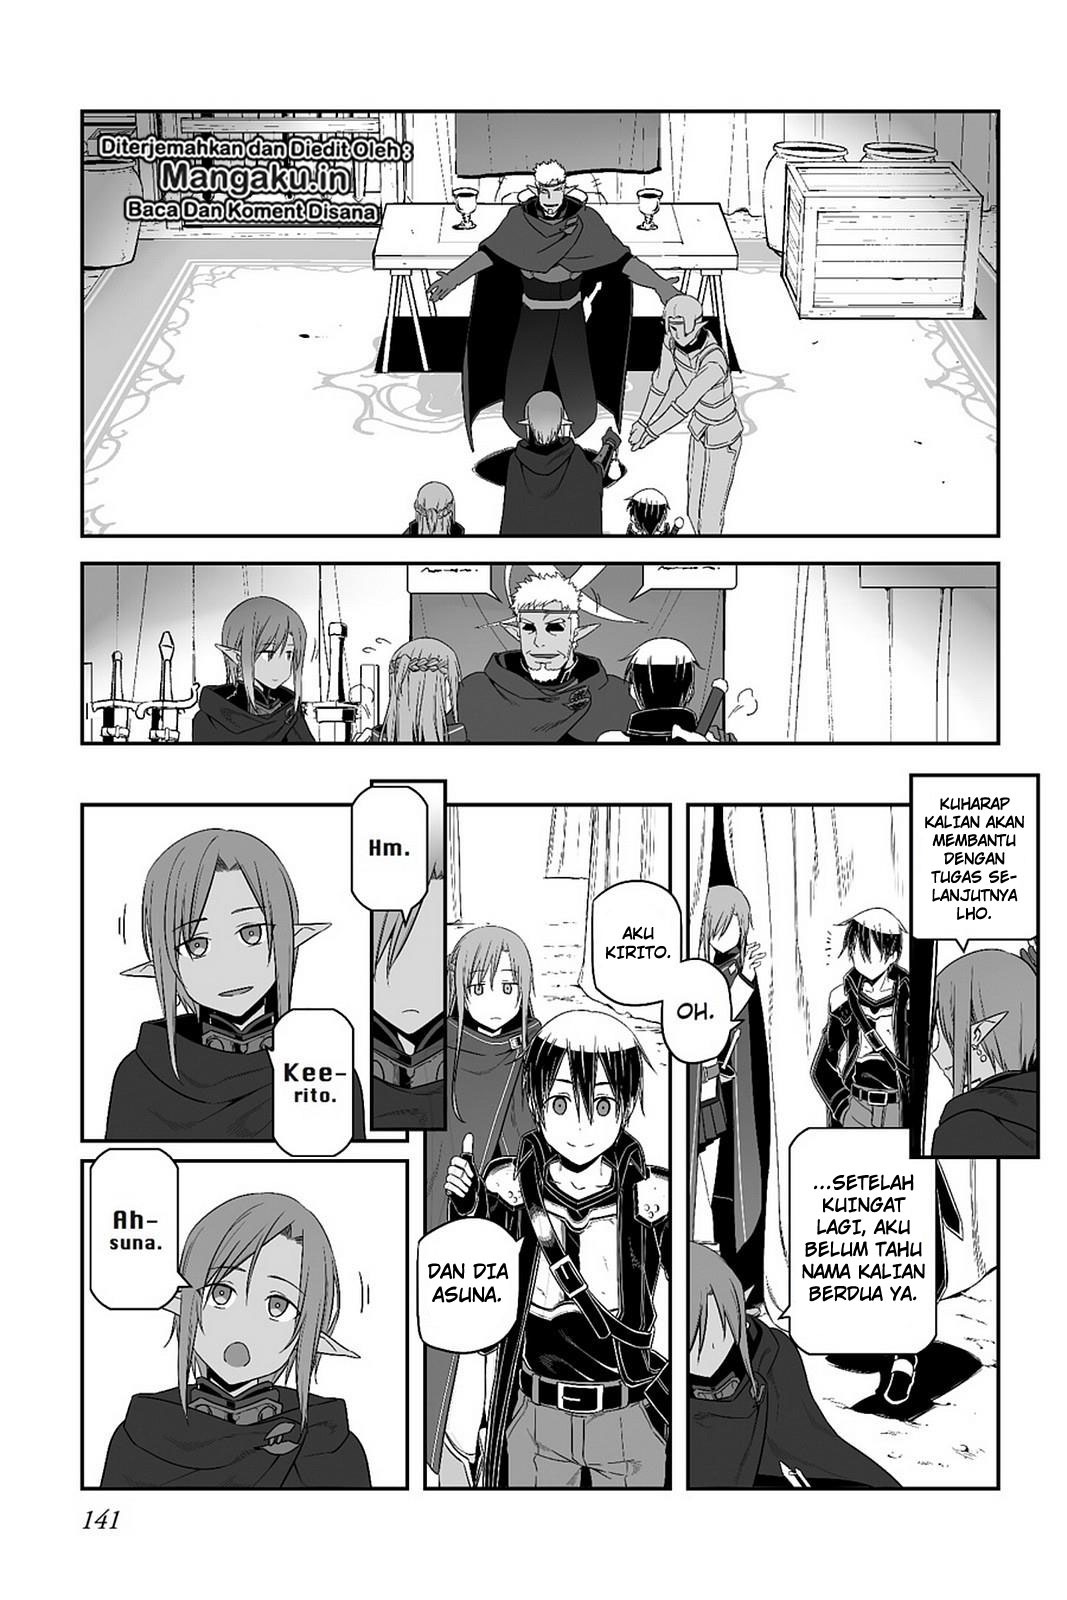 Diterjemahkan dan Diedit Oleh :
Mangaku.in
Baca Dan Koment Disana
KUHARAP
KALIAN AKAN
MEMBANTU
DENGAN
TUGAS SE-
LANJUTNYA
LHO.
...SETELAH
KUINGAT
LAGI, AKU
BELUM TAHU
NAMA KALIAN
BERDUA YA.
OH.
AKU
KIRITO.
DAN DIA
ASUNA.
Hm.
Kee-
rito.
Ah-
suna.
141